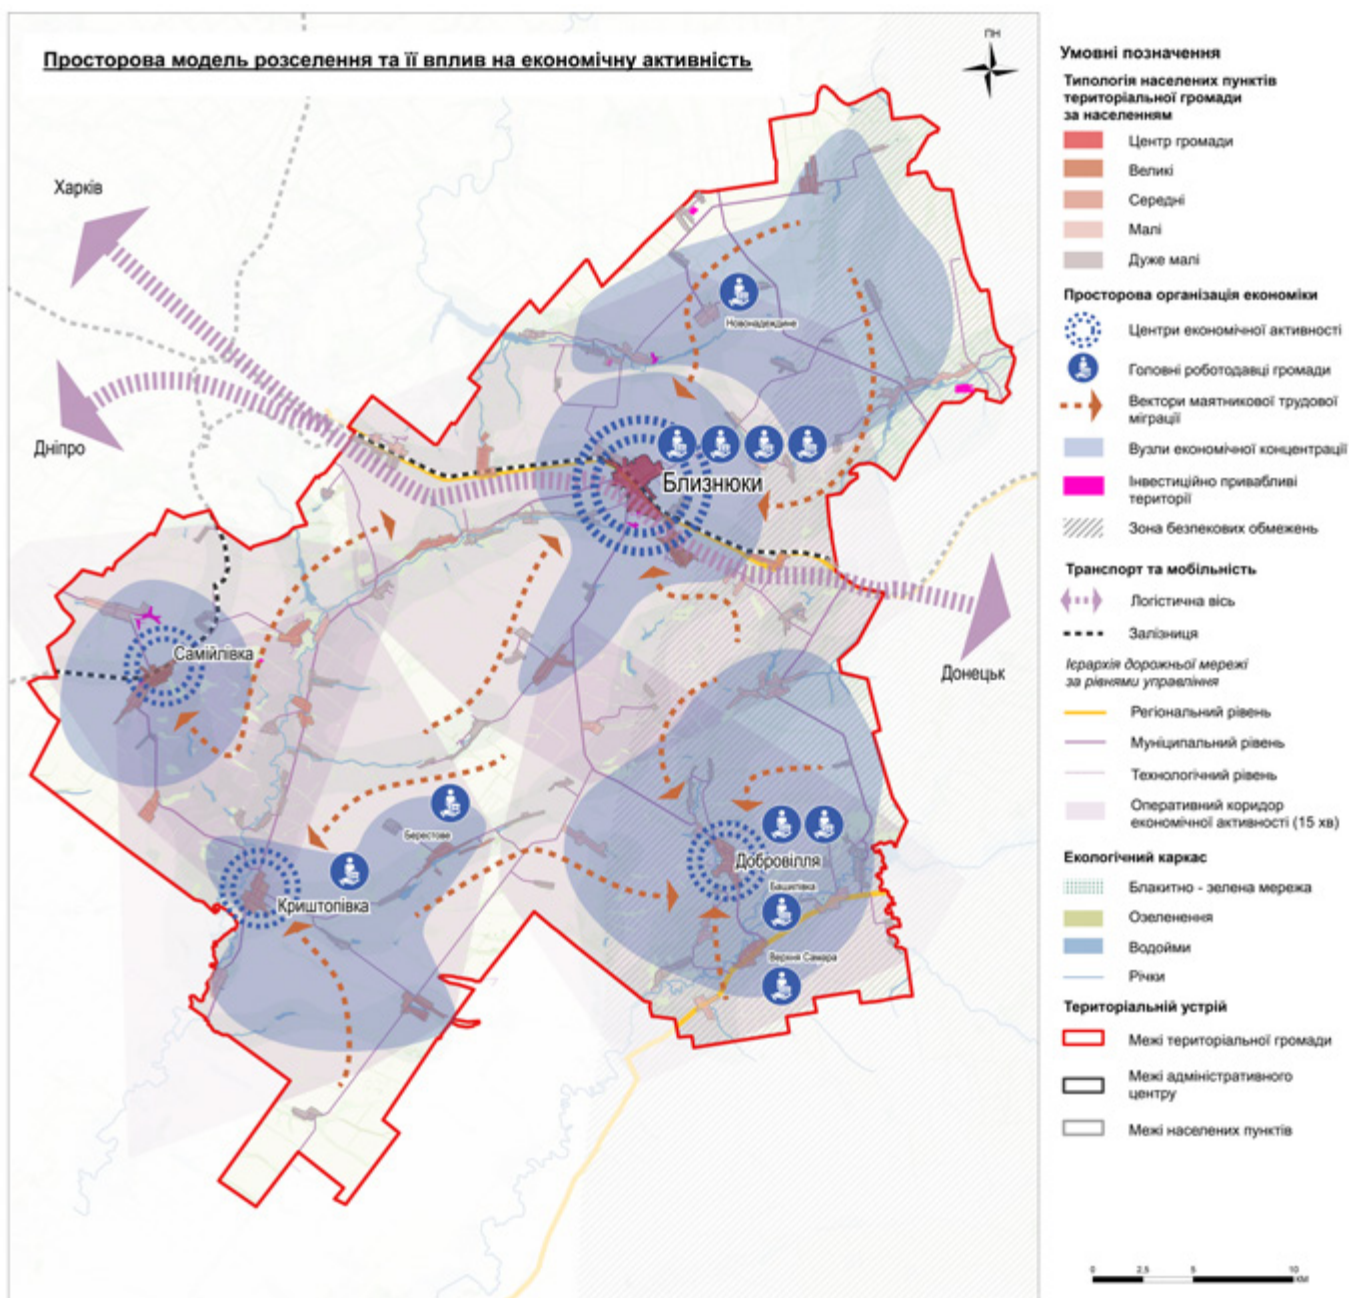 Просторова модель розселення та її вплив на економічну активність
ПН
Харків
Дніпро
Новонадеждине
Близнюки
Самійлівка
Донецьк
Берестове
Криштопівка
Добровілля
Башилівка
Верхня Самара
Умовні позначення
Типологія населених пунктів
територіальної громади
за населенням
Центр громади
Великі
Середні
Малі
Дуже малі
Просторова організація економіки
Центри економічної активності
Головні роботодавці громади
Вектори маятникової трудової
міграції
Вузли економічної концентрації
Інвестиційно привабливі
території
Зона безпекових обмежень
Транспорт та мобільність
Логістична вісь
Залізниця
Ієрархія дорожньої мережі
за рівнями управління
Регіональний рівень
Муніципальний рівень
Технологічний рівень
Оперативний коридор
економічної активності (15 хв)
Екологічний каркас
Блакитно - зелена мережа
Озеленення
Водойми
Річки
Територіальній устрій
Межі територіальної громади
Межі адміністративного
центру
Межі населених пунктів
0 2,5 5 10
КМ